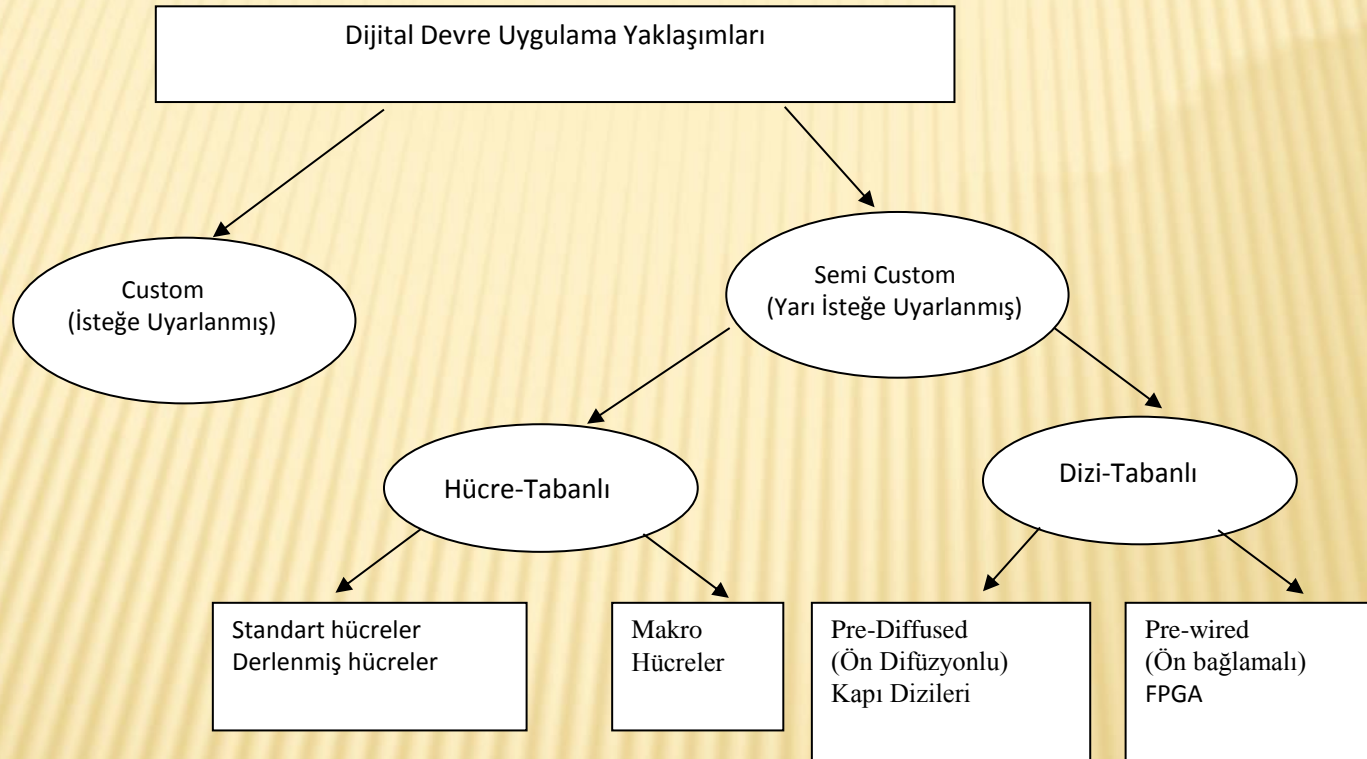 Dijital Devre Uygulama Yaklaşımları
Custom
(İsteğe Uyarlanmış)
Semi Custom
(Yarı İsteğe Uyarlanmış)
Hücre-Tabanlı
Dizi-Tabanlı
Standart hücreler
Derlenmiş hücreler
Makro
Hücreler
Pre-Diffused
(Ön Difüzyonlu)
Kapı Dizileri
Pre-wired
(Ön bağlamalı)
FPGA